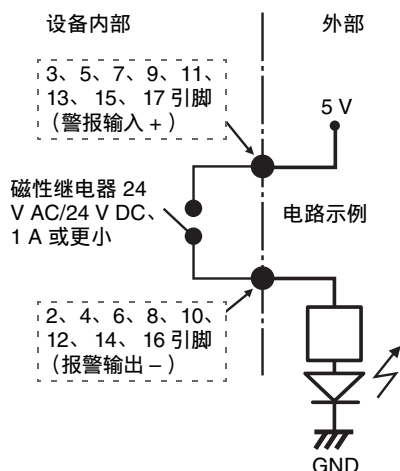 设备内部
外部
3、5、7、9、11、
13、15、17 引脚
（警报输入 + ）
5 V
磁性继电器 24
V AC/24 V DC、
1 A 或更小
电路示例
2、4、6、8、10、
12、14、16 引脚
（报警输出 – ）
GND